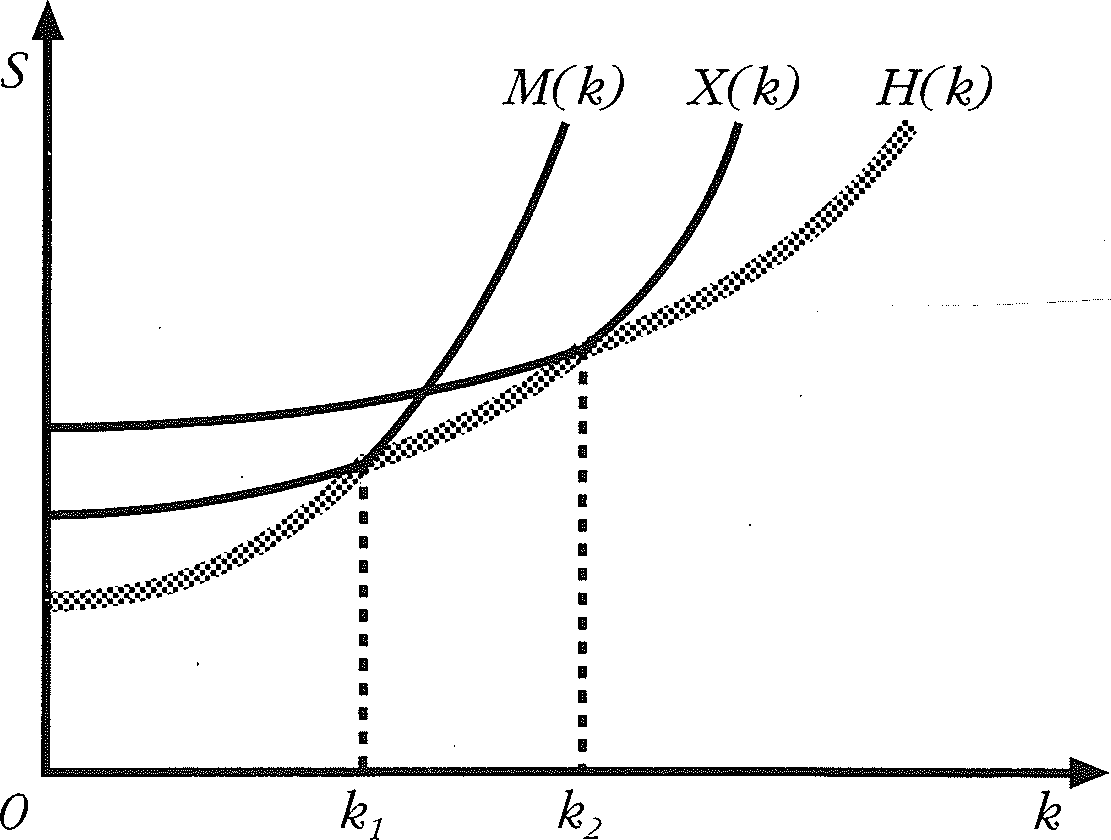 S
M(k) X(k) H(k)
O k₁ k₂ k